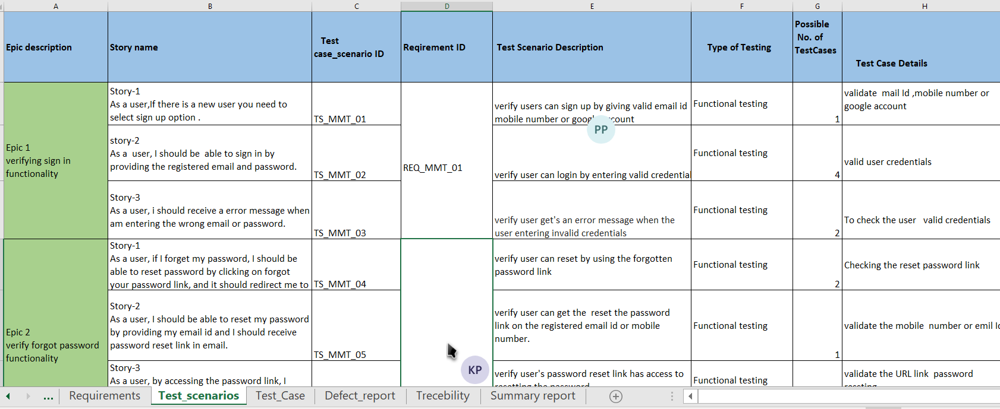 A B C D E F G H
Epic description
Story name
Test
case_scenario ID
Reqirement ID
Test Scenario Description
Type of Testing
Possible
No. of
TestCases
Test Case Details
Epic 1
verifying sign in
functionality
Story-1
As a user,If there is a new user you need to
select sign up option .
TS_MMT_01
REQ_MMT_01
verify users can sign up by giving valid email id
mobile number or
Functional testing
1
validate mail Id ,mobile number or
google account
story-2
As a user, I should be able to sign in by
providing the registered email and password.
TS_MMT_02
verify user can login by entering valid
Functional testing
4
valid user credentials
Story-3
As a user, i should receive a error message when
am entering the wrong email or password.
TS_MMT_03
verify user get's an error message when the
user entering invalid credentials
Functional testing
2
To check the user valid credentials
Epic 2
verify forgot password
functionality
Story-1
As a user, if I forget my password, I should be
able to reset password by clicking on forgot
your password link, and it should redirect me to
TS_MMT_04
verify user can reset by using the forgotten
password link
Functional testing
2
Checking the reset password link
Story-2
As a user, I should be able to reset my password
by providing my email id and I should receive
password reset link in email.
TS_MMT_05
verify user can get the reset the password
link on the registered email id or mobile
number.
Functional testing
1
validate the mobile number or emil
Story-3
As a user, by accessing the password link, I
verify user's password reset link has access to
Functional testing
validate the URL link password
PP
KP
... Requirements Test_scenarios Test_Case Defect_report Trecebility Summary report